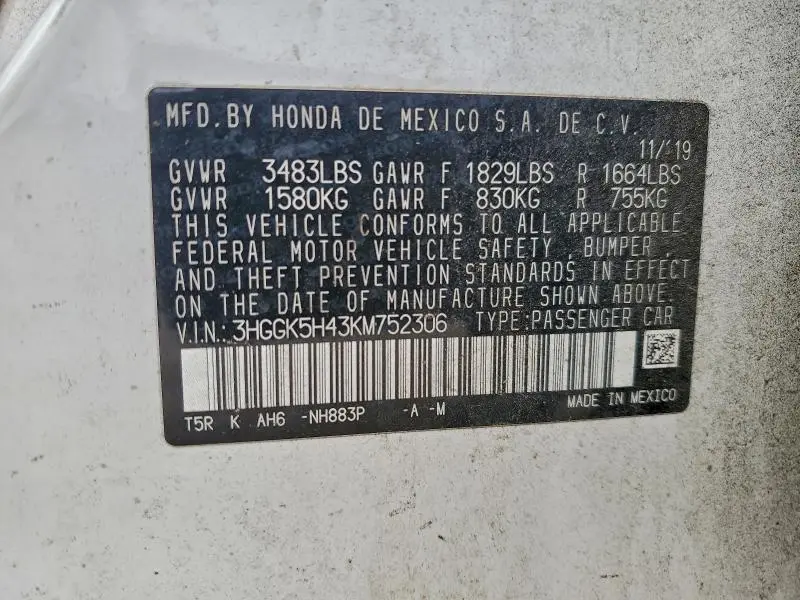 MFD. BY HONDA DE MEXICO S.A. DE C.V.
11/19
GVWR 3483LBS GAWR F 1829LBS R 1664LBS
GVWR 1580KG GAWR F 830KG R 755KG
THIS VEHICLE CONFORMS TO ALL APPLICABLE
FEDERAL MOTOR VEHICLE SAFETY, BUMPER,
AND THEFT PREVENTION STANDARDS IN EFFECT
ON THE DATE OF MANUFACTURE SHOWN ABOVE.
V.I.N.: 3HGGK5H43KM752306 TYPE:PASSENGER CAR
T5R K AH6 -NH883P -A -M MADE IN MEXICO